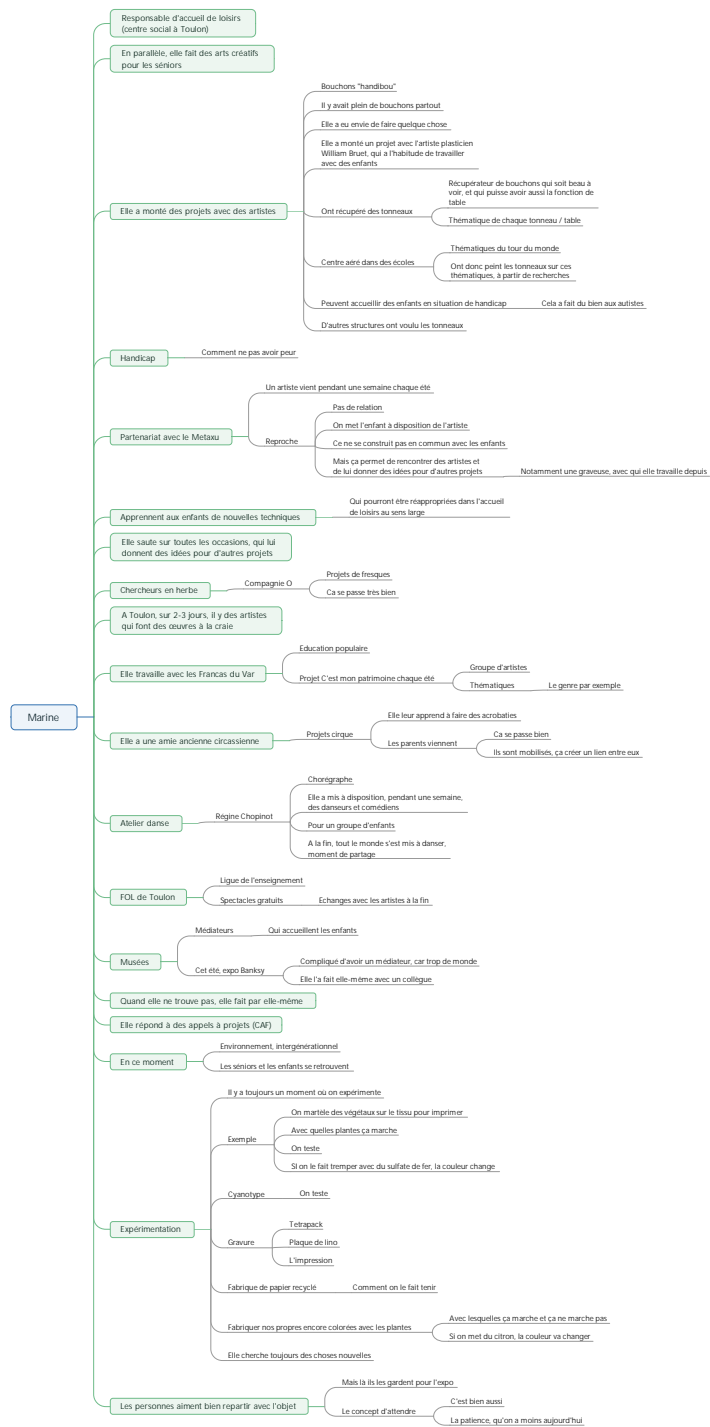 Responsable d'accueil de loisirs
(centre social à Toulon)
En parallèle, elle fait des arts créatifs
pour les séniors
Bouchons "handibou"
Il y avait plein de bouchons partout
Elle a eu envie de faire quelque chose
Elle a monté un projet avec l'artiste plasticien
William Bruet, qui a l'habitude de travailler
avec des enfants
Elle a monté des projets avec des artistes
Ont récupéré des tonneaux
Récupérateur de bouchons qui soit beau à
voir, et qui puisse avoir aussi la fonction de
table
Thématique de chaque tonneau / table
Centre aéré dans des écoles
Thématiques du tour du monde
Ont donc peint les tonneaux sur ces
thématiques, à partir de recherches
Peuvent accueillir des enfants en situation de handicap
Cela a fait du bien aux autistes
D'autres structures ont voulu les tonneaux
Handicap
Comment ne pas avoir peur
Partenariat avec le Metaxu
Un artiste vient pendant une semaine chaque été
Reproche
Pas de relation
On met l'enfant à disposition de l'artiste
Ce ne se construit pas en commun avec les enfants
Mais ça permet de rencontrer des artistes et
de lui donner des idées pour d'autres projets
Notamment une graveuse, avec qui elle travaille depuis
Apprennent aux enfants de nouvelles techniques
Qui pourront être réappropriées dans l'accueil
de loisirs au sens large
Elle saute sur toutes les occasions, qui lui
donnent des idées pour d'autres projets
Chercheurs en herbe
Compagnie O
Projets de fresques
Ca se passe très bien
A Toulon, sur 2-3 jours, il y des artistes
qui font des œuvres à la craie
Elle travaille avec les Francas du Var
Education populaire
Projet C'est mon patrimoine chaque été
Groupe d'artistes
Thématiques
Le genre par exemple
Marine
Elle a une amie ancienne circassienne
Projets cirque
Elle leur apprend à faire des acrobaties
Les parents viennent
Ca se passe bien
Ils sont mobilisés, ça créer un lien entre eux
Atelier danse
Régine Chopinot
Chorégraphe
Elle a mis à disposition, pendant une semaine,
des danseurs et comédiens
Pour un groupe d'enfants
A la fin, tout le monde s'est mis à danser,
moment de partage
FOL de Toulon
Ligue de l'enseignement
Spectacles gratuits
Echanges avec les artistes à la fin
Musées
Médiateurs
Qui accueillent les enfants
Cet été, expo Banksy
Compliqué d'avoir un médiateur, car trop de monde
Elle l'a fait elle-même avec un collègue
Quand elle ne trouve pas, elle fait par elle-même
Elle répond à des appels à projets (CAF)
En ce moment
Environnement, intergénérationnel
Les séniors et les enfants se retrouvent
Expérimentation
Il y a toujours un moment où on expérimente
Exemple
On martèle des végétaux sur le tissu pour imprimer
Avec quelles plantes ça marche
On teste
Si on le fait tremper avec du sulfate de fer, la couleur change
Cyanotype
On teste
Gravure
Tetrapack
Plaque de lino
L'impression
Fabrique de papier recyclé
Comment on le fait tenir
Fabriquer nos propres encore colorées avec les plantes
Avec lesquelles ça marche et ça ne marche pas
Si on met du citron, la couleur va changer
Elle cherche toujours des choses nouvelles
Les personnes aiment bien repartir avec l'objet
Mais là ils les gardent pour l'expo
Le concept d'attendre
C'est bien aussi
La patience, qu'on a moins aujourd'hui